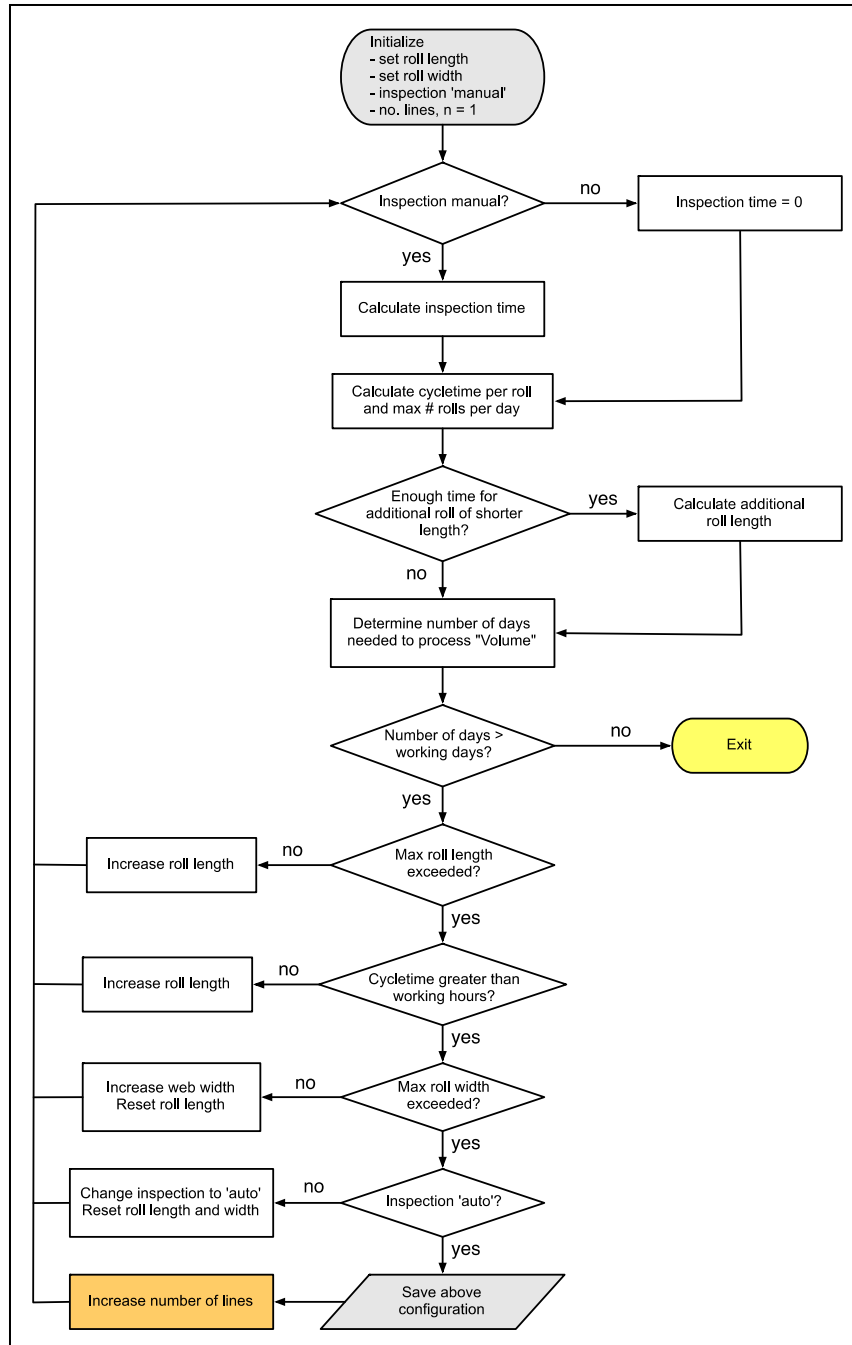 Initialize
- set roll length
- set roll width
- inspection 'manual'
- no. lines, n = 1
Inspection manual?
no
Inspection time = 0
yes
Calculate inspection time
Calculate cycletime per roll
and max # rolls per day
Enough time for
additional roll of shorter
length?
yes
Calculate additional
roll length
no
Determine number of days
needed to process "Volume"
Number of days >
working days?
no
Exit
yes
Max roll length
exceeded?
no
Increase roll length
yes
Cycletime greater than
working hours?
no
Increase roll length
yes
Max roll width
exceeded?
no
Increase web width
Reset roll length
yes
Inspection 'auto'?
no
Change inspection to 'auto'
Reset roll length and width
yes
Save above
configuration
Increase number of lines